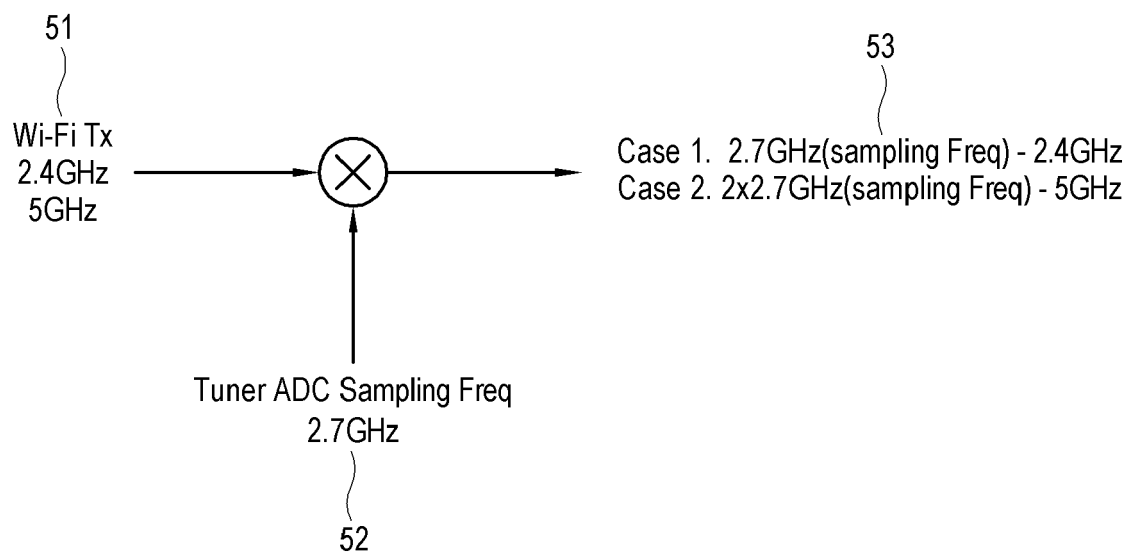 51
Wi-Fi Tx
2.4GHz
5GHz
53
Case 1. 2.7GHz(sampling Freq) - 2.4GHz
Case 2. 2x2.7GHz(sampling Freq) - 5GHz
Tuner ADC Sampling Freq
2.7GHz
52